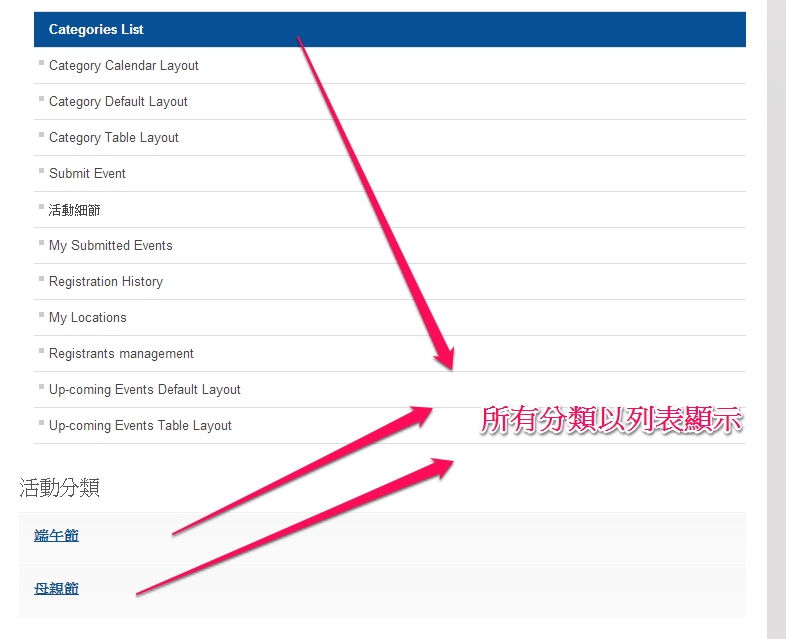 Categories List
Category Calendar Layout
Category Default Layout
Category Table Layout
Submit Event
活動細節
My Submitted Events
Registration History
My Locations
Registrants management
Up-coming Events Default Layout
Up-coming Events Table Layout
所有分類以列表顯示
活動分類
端午節
母親節